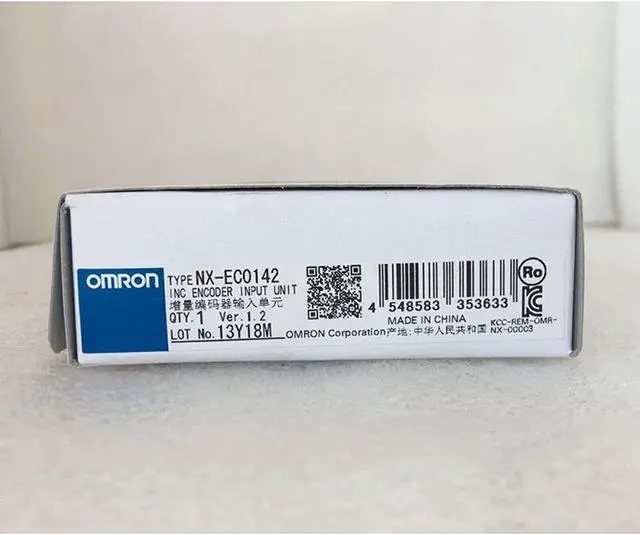 OMRON
TYPE NX-EC0142
INC ENCODER INPUT UNIT
增量编码器输入单元
QTY. 1 Ver.1.2
LOT No. 13Y18M
4 548583 353633
MADE IN CHINA
OMRON Corporation 产地: 中华人民共和国
Ro
KCC-REM-OMR-
NX-00003